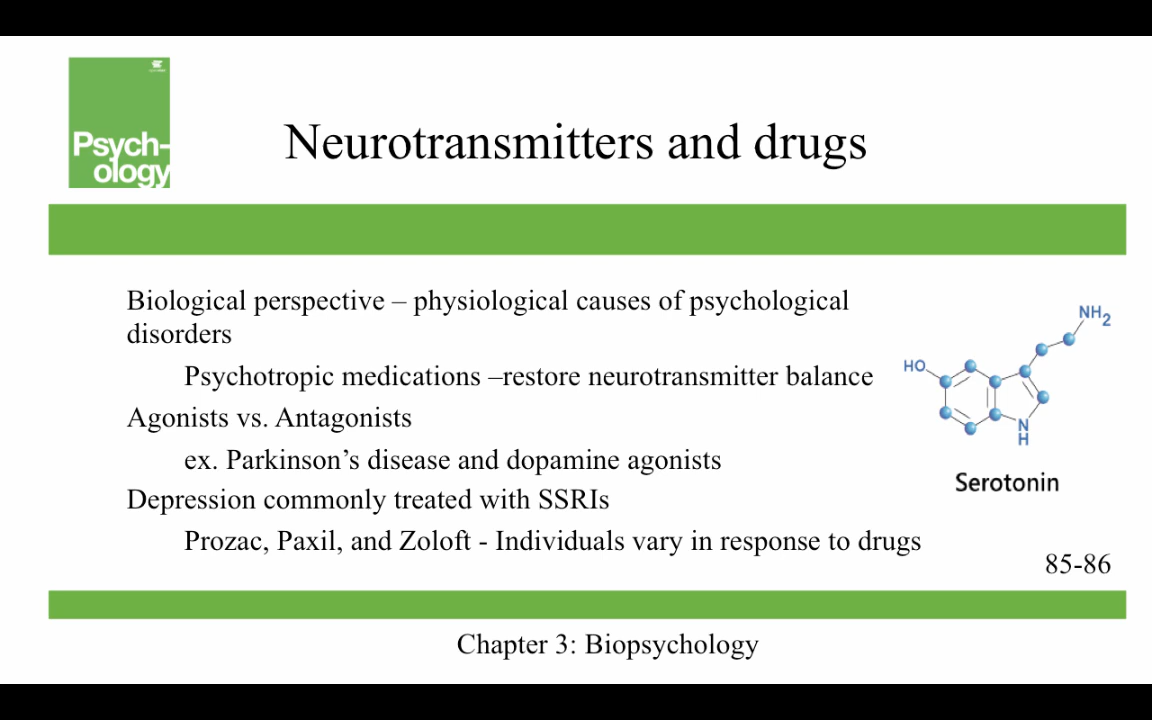 Psych-
ology
Neurotransmitters and drugs
Biological perspective – physiological causes of psychological
disorders
Psychotropic medications –restore neurotransmitter balance
Agonists vs. Antagonists
ex. Parkinson’s disease and dopamine agonists
Depression commonly treated with SSRIs
Prozac, Paxil, and Zoloft - Individuals vary in response to drugs
NH2
HO
N
H
Serotonin
85-86
Chapter 3: Biopsychology